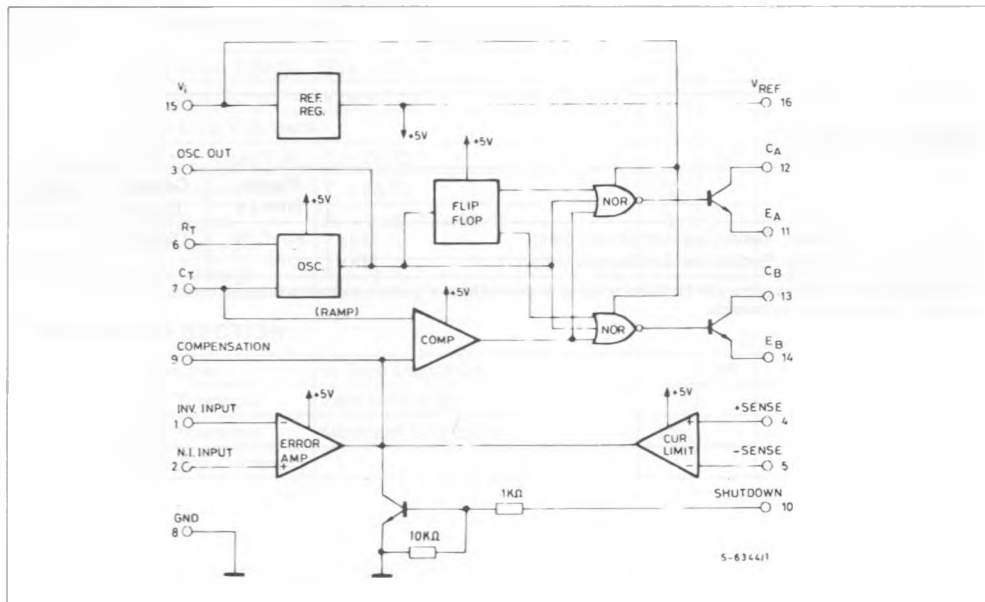 Vi
15
REF.
REG.
VREF
16
+5V
OSC. OUT
3
+5V
CA
12
FLIP
FLOP
NOR
EA
11
+5V
RT
6
OSC.
CT
7
(RAMP)
+5V
CB
13
NOR
COMP
COMPENSATION
9
EB
14
+5V
+5V
INV. INPUT
1
-
ERROR
AMP
N.I. INPUT
2
+
+SENSE
4
+
CUR
LIMIT
-SENSE
5
-
SHUTDOWN
10
1KΩ
GND
8
10KΩ
S-6344/1